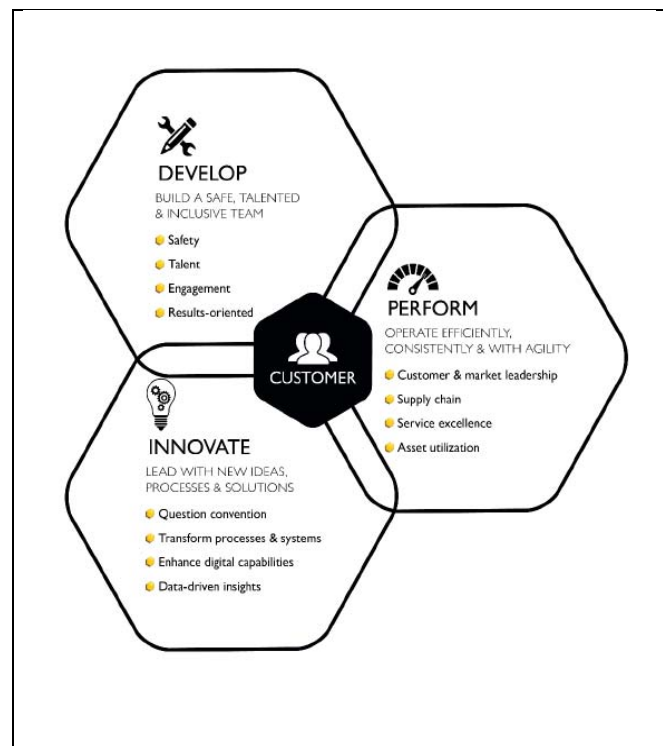 DEVELOP
BUILD A SAFE, TALENTED
& INCLUSIVE TEAM
Safety
Talent
Engagement
Results-oriented
PERFORM
OPERATE EFFICIENTLY,
CONSISTENTLY & WITH AGILITY
Customer & market leadership
Supply chain
Service excellence
Asset utilization
CUSTOMER
INNOVATE
LEAD WITH NEW IDEAS,
PROCESSES & SOLUTIONS
Question convention
Transform processes & systems
Enhance digital capabilities
Data-driven insights